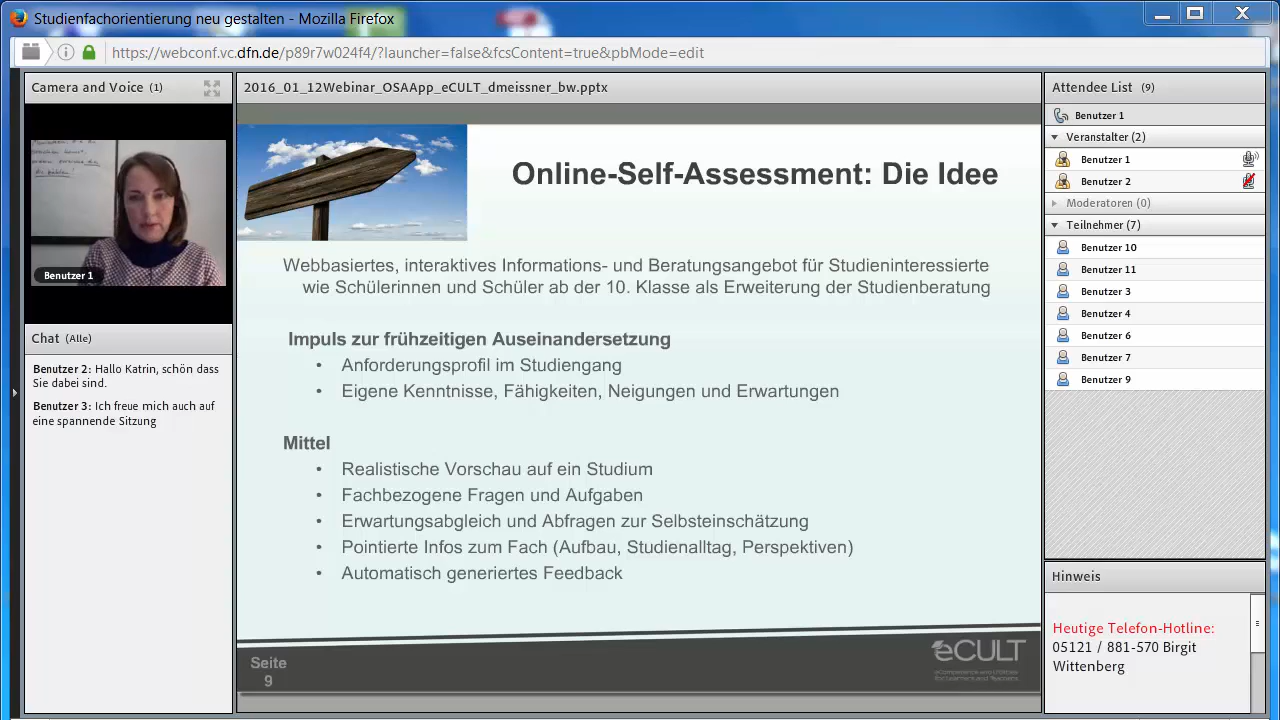 Studienfachorientierung neu gestalten - Mozilla Firefox
https://webconf.vc.dfn.de/p89r7w024f4/?launcher=false&fcsContent=true&pbMode=edit
Camera and Voice (1)
Benutzer 1
Chat (Alle)
Benutzer 2: Hallo Katrin, schön dass
Sie dabei sind.
Benutzer 3: Ich freue mich auch auf
eine spannende Sitzung
2016_01_12Webinar_OSAApp_eCULT_dmeissner_bw.pptx
Online-Self-Assessment: Die Idee
Webbasiertes, interaktives Informations- und Beratungsangebot für Studieninteressierte
wie Schülerinnen und Schüler ab der 10. Klasse als Erweiterung der Studienberatung
Impuls zur frühzeitigen Auseinandersetzung
• Anforderungsprofil im Studiengang
• Eigene Kenntnisse, Fähigkeiten, Neigungen und Erwartungen
Mittel
• Realistische Vorschau auf ein Studium
• Fachbezogene Fragen und Aufgaben
• Erwartungsabgleich und Abfragen zur Selbsteinschätzung
• Pointierte Infos zum Fach (Aufbau, Studienalltag, Perspektiven)
• Automatisch generiertes Feedback
Seite
9
eCULT
Attendee List (9)
Benutzer 1
Veranstalter (2)
Benutzer 1
Benutzer 2
Moderatoren (0)
Teilnehmer (7)
Benutzer 10
Benutzer 11
Benutzer 3
Benutzer 4
Benutzer 6
Benutzer 7
Benutzer 9
Hinweis
Heutige Telefon-Hotline:
05121 / 881-570 Birgit
Wittenberg